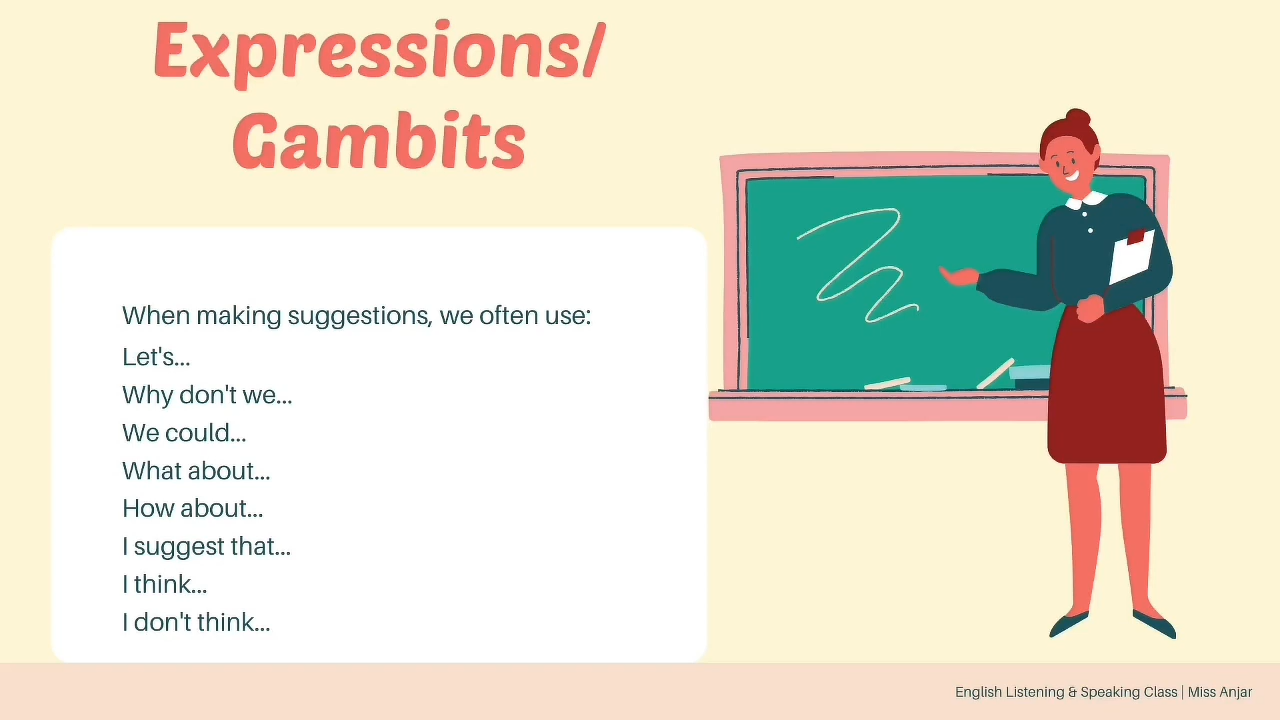 Expressions/
Gambits
When making suggestions, we often use:
Let's...
Why don't we...
We could...
What about...
How about...
I suggest that...
I think...
I don't think...
English Listening & Speaking Class | Miss Anjar